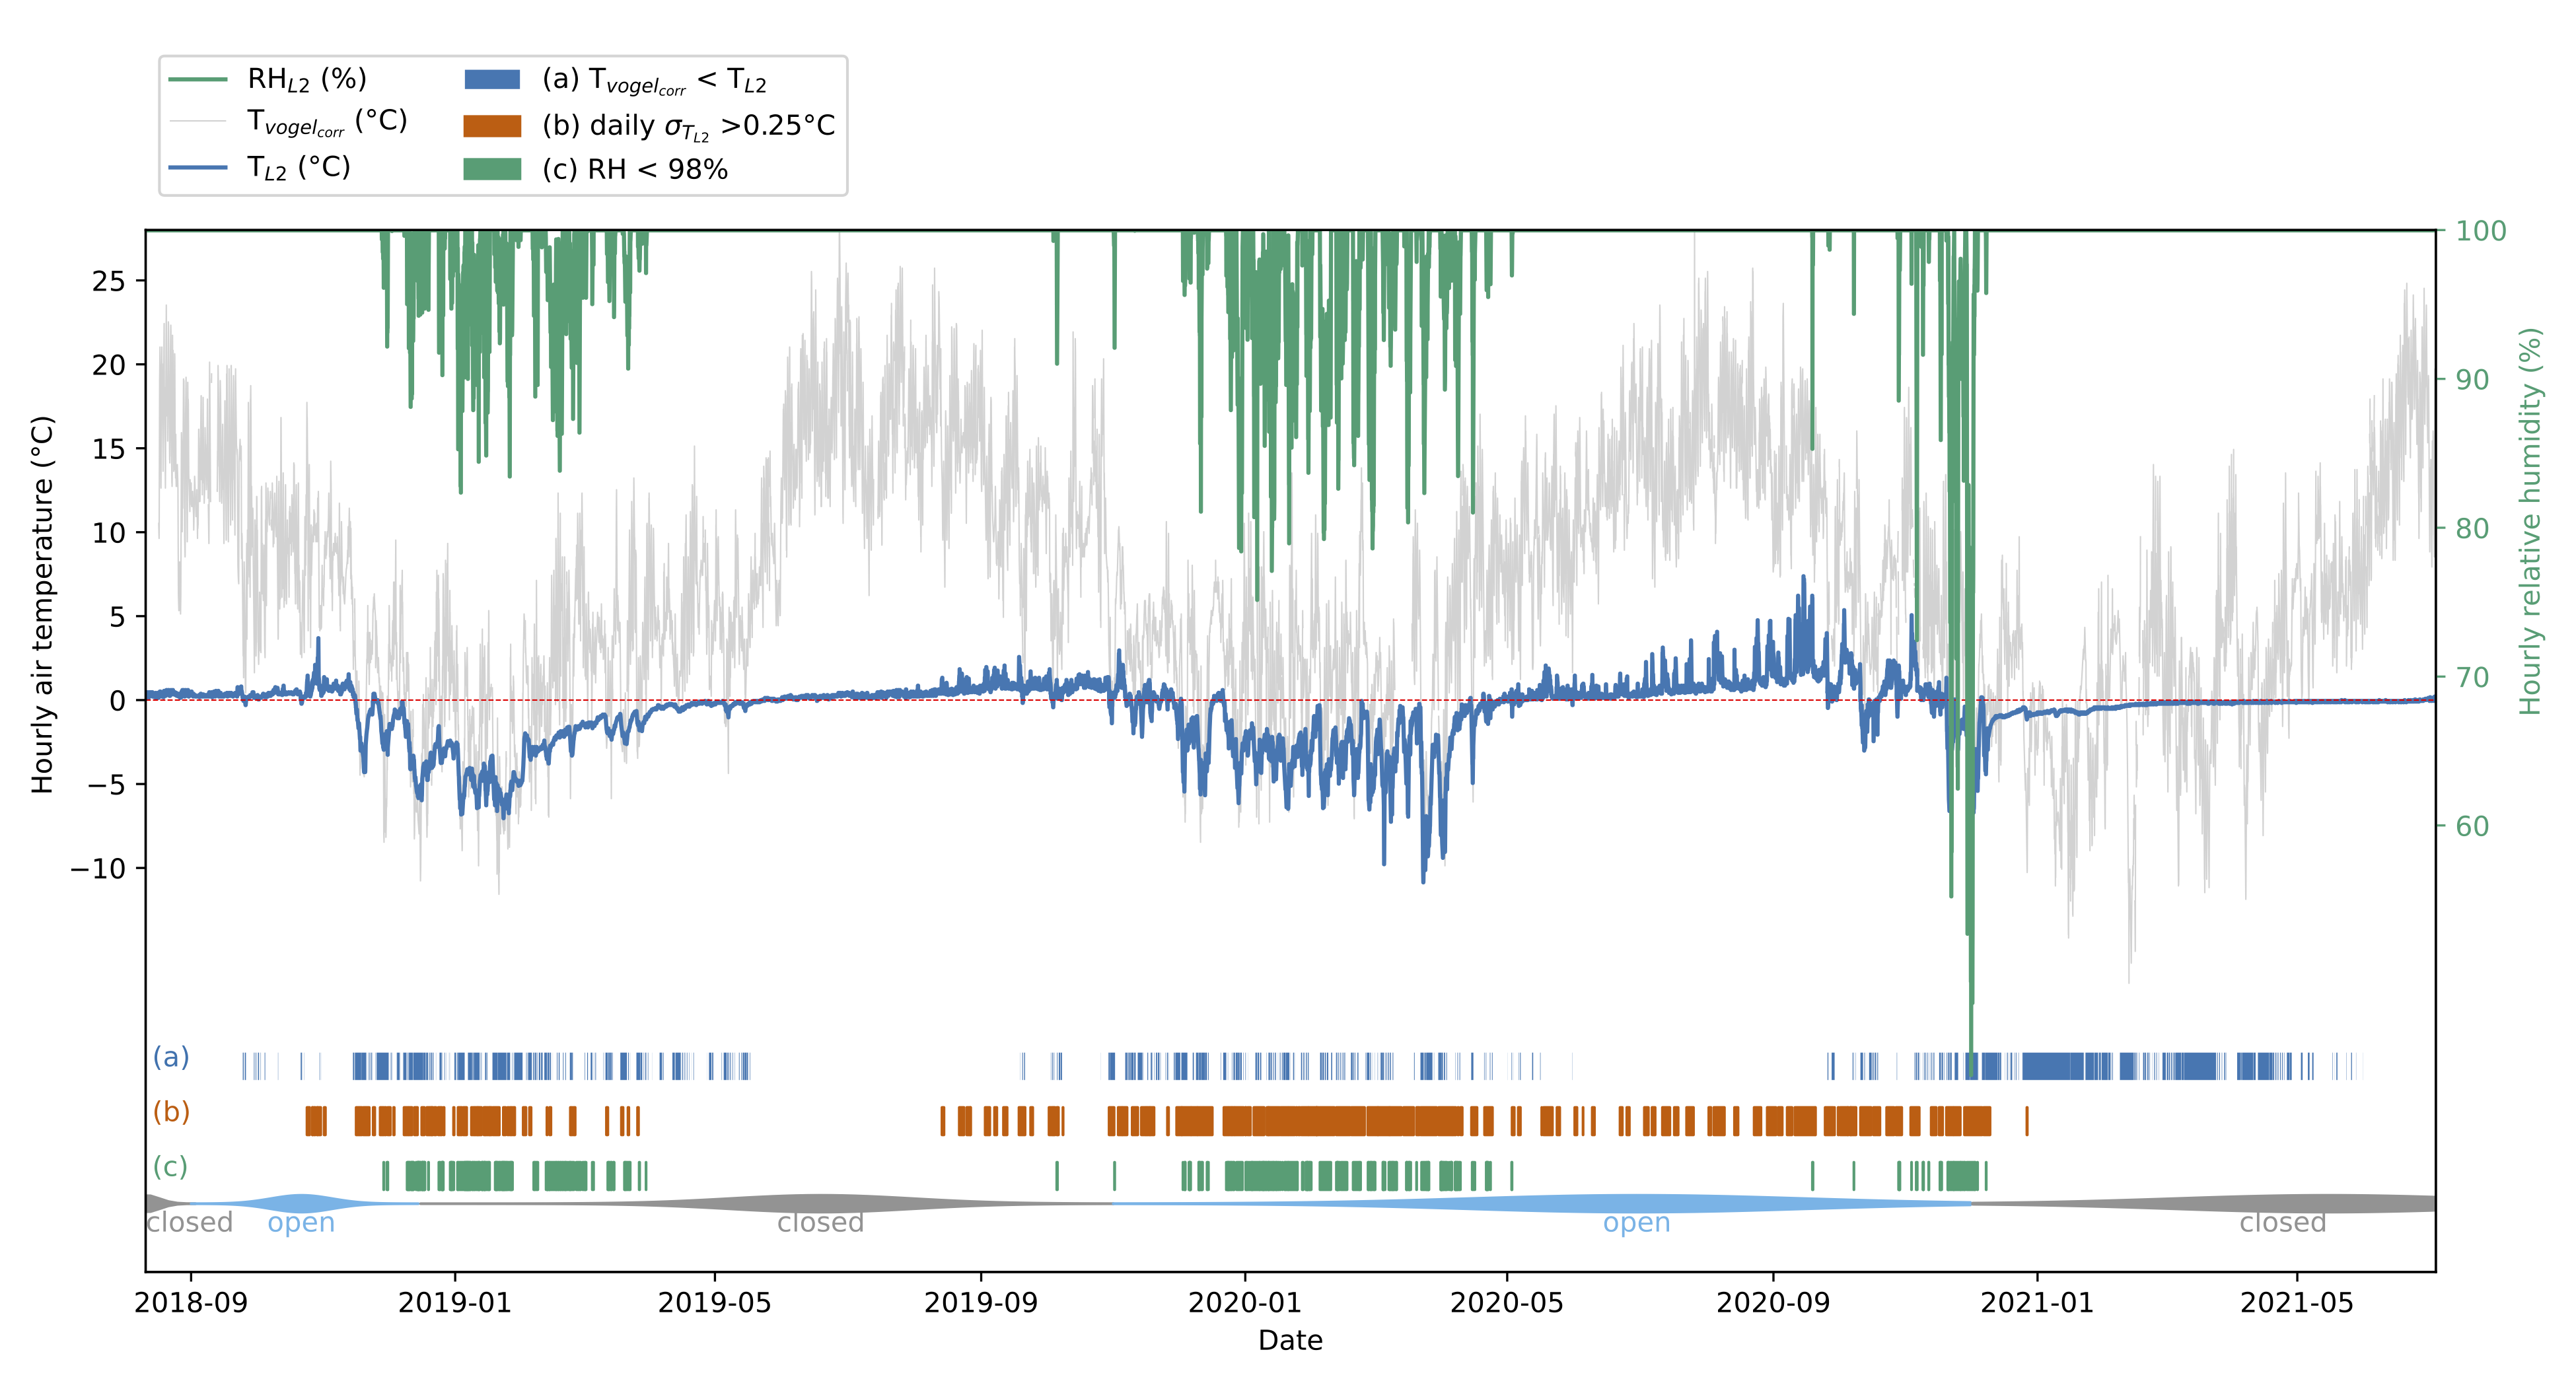 RH_L2 (%)
T_vogel_corr (°C)
T_L2 (°C)
(a) T_vogel_corr < T_L2
(b) daily σ_T_L2 >0.25°C
(c) RH < 98%
25
20
15
10
5
0
−5
−10
Hourly air temperature (°C)
100
90
80
70
60
Hourly relative humidity (%)
(a)
(b)
(c)
closed open closed open closed
2018-09 2019-01 2019-05 2019-09 2020-01 2020-05 2020-09 2021-01 2021-05
Date